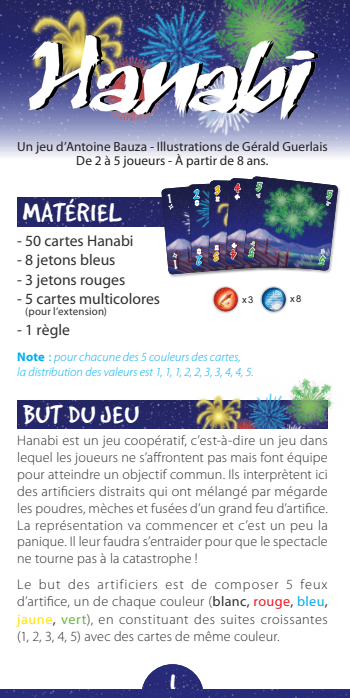 Hanabi
Un jeu d'Antoine Bauza - Illustrations de Gérald Guerlais
De 2 à 5 joueurs - À partir de 8 ans.
MATÉRIEL
- 50 cartes Hanabi
- 8 jetons bleus
- 3 jetons rouges
- 5 cartes multicolores
(pour l'extension)
- 1 règle
1 2 3 4 5
x 3
x 8
Note : pour chacune des 5 couleurs des cartes,
la distribution des valeurs est 1, 1, 1, 2, 2, 3, 3, 4, 4, 5.
BUT DU JEU
Hanabi est un jeu coopératif, c'est-à-dire un jeu dans
lequel les joueurs ne s'affrontent pas mais font équipe
pour atteindre un objectif commun. Ils interprètent ici
des artificiers distraits qui ont mélangé par mégarde
les poudres, mèches et fusées d'un grand feu d'artifice.
La représentation va commencer et c'est un peu la
panique. Il leur faudra s'entraider pour que le spectacle
ne tourne pas à la catastrophe !
Le but des artificiers est de composer 5 feux
d'artifice, un de chaque couleur (blanc, rouge, bleu,
jaune, vert), en constituant des suites croissantes
(1, 2, 3, 4, 5) avec des cartes de même couleur.
1